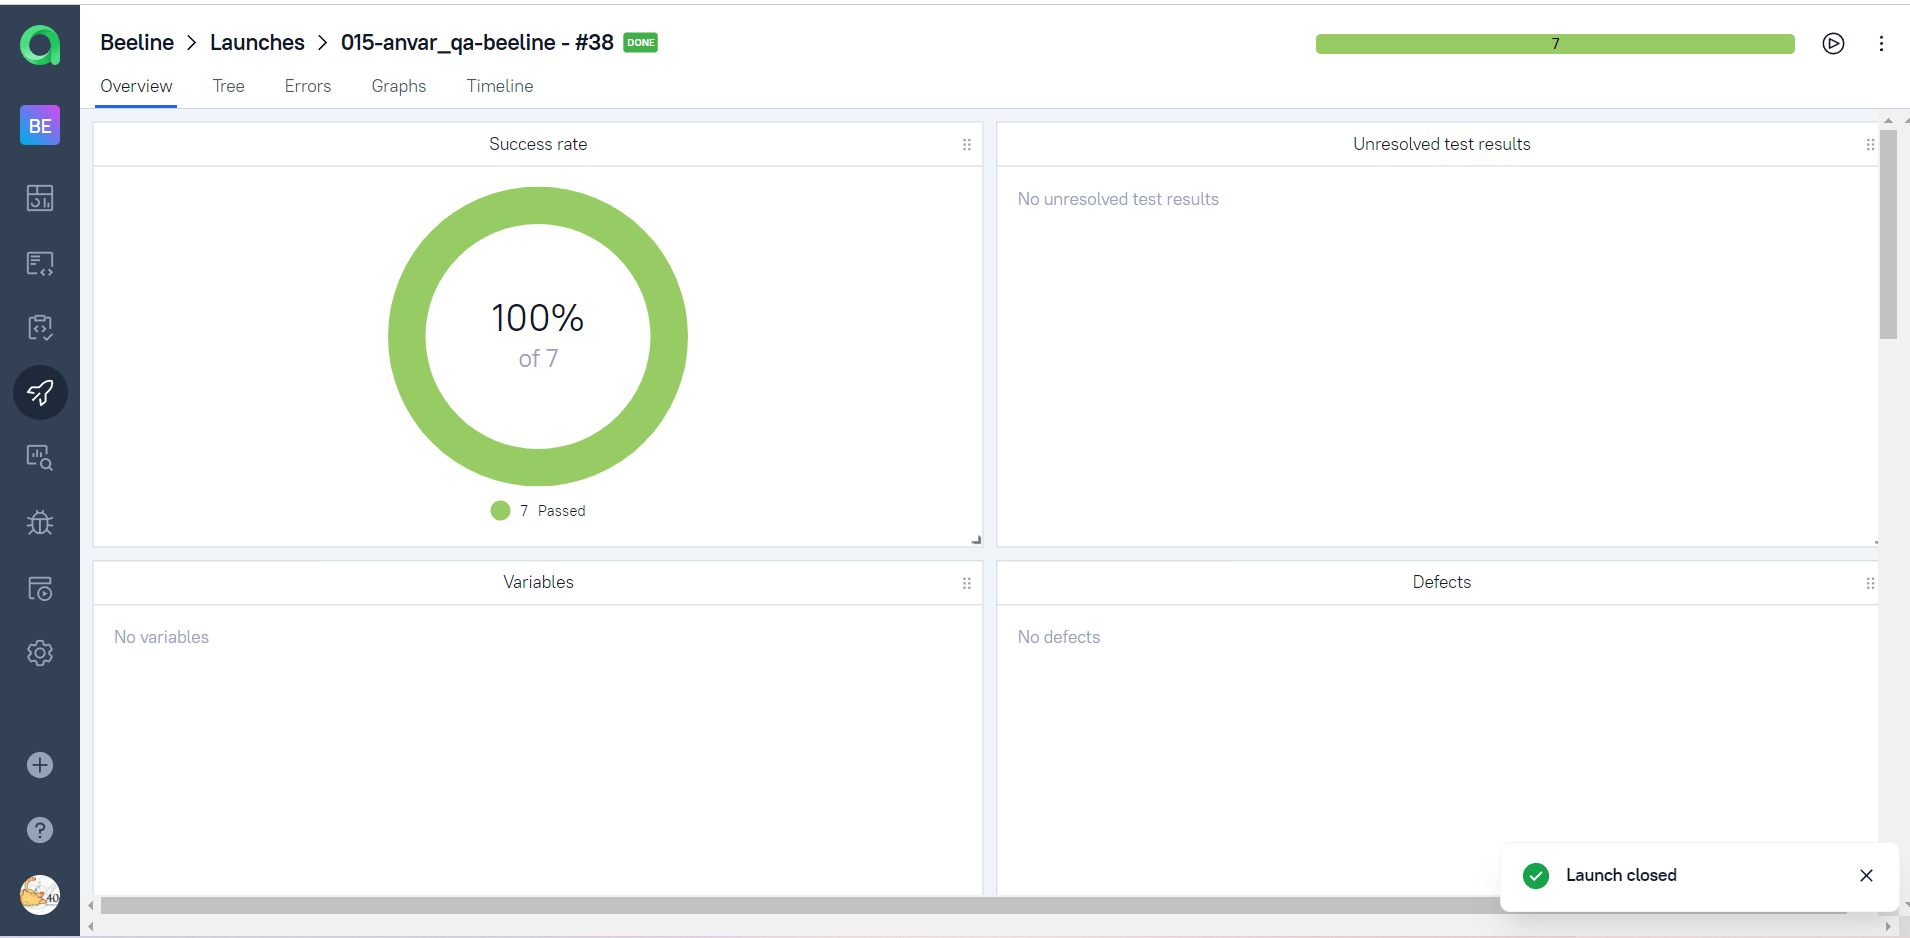 Beeline > Launches > 015-anvar_qa-beeline - #38 DONE
7
Overview Tree Errors Graphs Timeline
BE
Success rate
100%
of 7
7 Passed
Unresolved test results
No unresolved test results
Variables
No variables
Defects
No defects
Launch closed
40